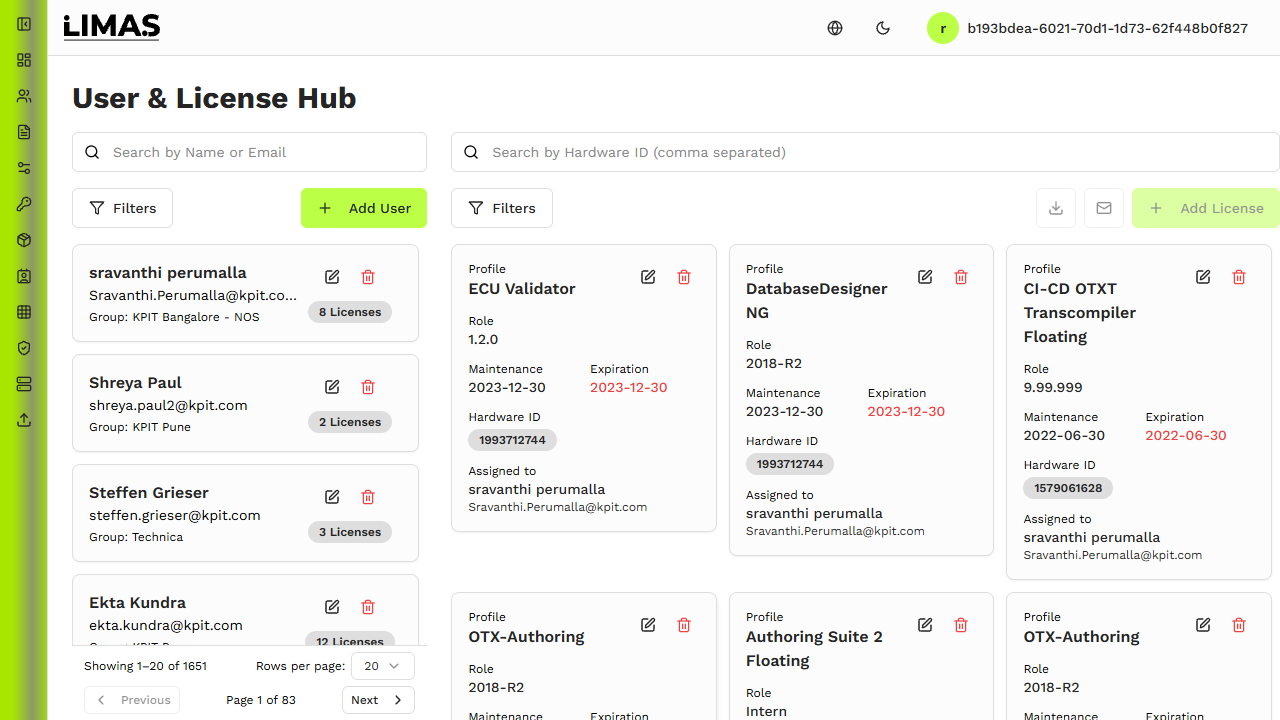 LIMAS
r
b193bdea-6021-70d1-1d73-62f448b0f827
User & License Hub
Search by Name or Email
Filters
Add User
sravanthi perumalla
Sravanthi.Perumalla@kpit.co...
Group: KPIT Bangalore - NOS
8 Licenses
Shreya Paul
shreya.paul2@kpit.com
Group: KPIT Pune
2 Licenses
Steffen Grieser
steffen.grieser@kpit.com
Group: Technica
3 Licenses
Ekta Kundra
ekta.kundra@kpit.com
12 Licenses
Showing 1–20 of 1651
Rows per page:
20
Previous
Page 1 of 83
Next
Search by Hardware ID (comma separated)
Filters
Add License
Profile
ECU Validator
Role
1.2.0
Maintenance
2023-12-30
Expiration
2023-12-30
Hardware ID
1993712744
Assigned to
sravanthi perumalla
Sravanthi.Perumalla@kpit.com
Profile
DatabaseDesigner
NG
Role
2018-R2
Maintenance
2023-12-30
Expiration
2023-12-30
Hardware ID
1993712744
Assigned to
sravanthi perumalla
Sravanthi.Perumalla@kpit.com
Profile
CI-CD OTXT
Transcompiler
Floating
Role
9.99.999
Maintenance
2022-06-30
Expiration
2022-06-30
Hardware ID
1579061628
Assigned to
sravanthi perumalla
Sravanthi.Perumalla@kpit.com
Profile
OTX-Authoring
Role
2018-R2
Maintenance
Expiration
Profile
Authoring Suite 2
Floating
Role
Intern
Profile
OTX-Authoring
Role
2018-R2
Maintenance
Expiration